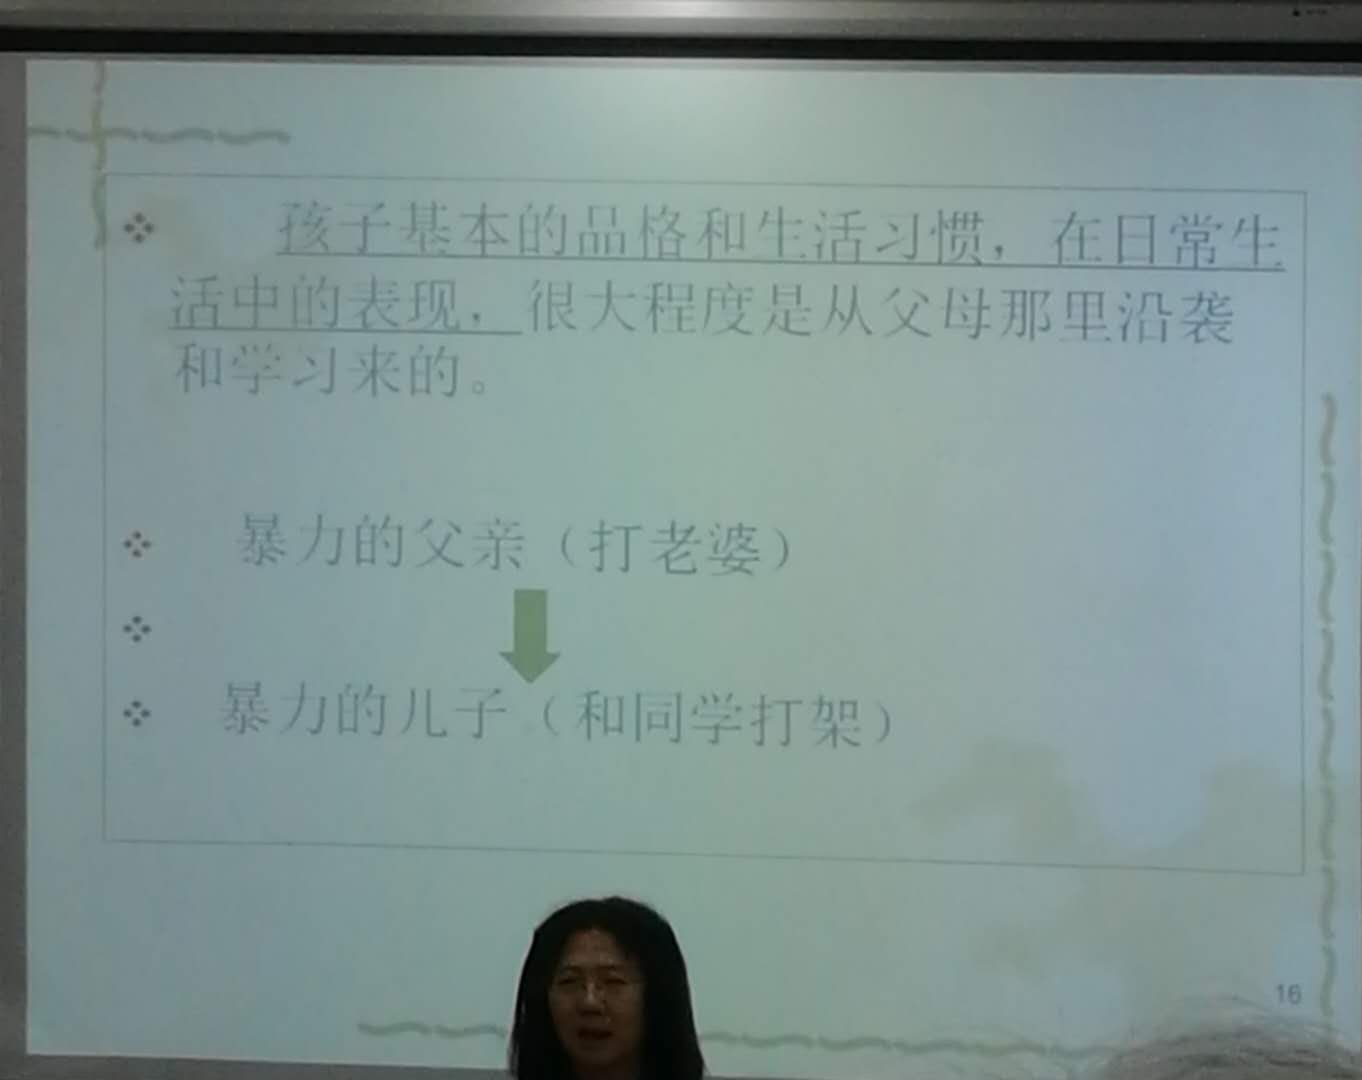 孩子基本的品格和生活习惯，在日常生
活中的表现，很大程度是从父母那里沿袭
和学习来的。
暴力的父亲（打老婆）
暴力的儿子（和同学打架）
16